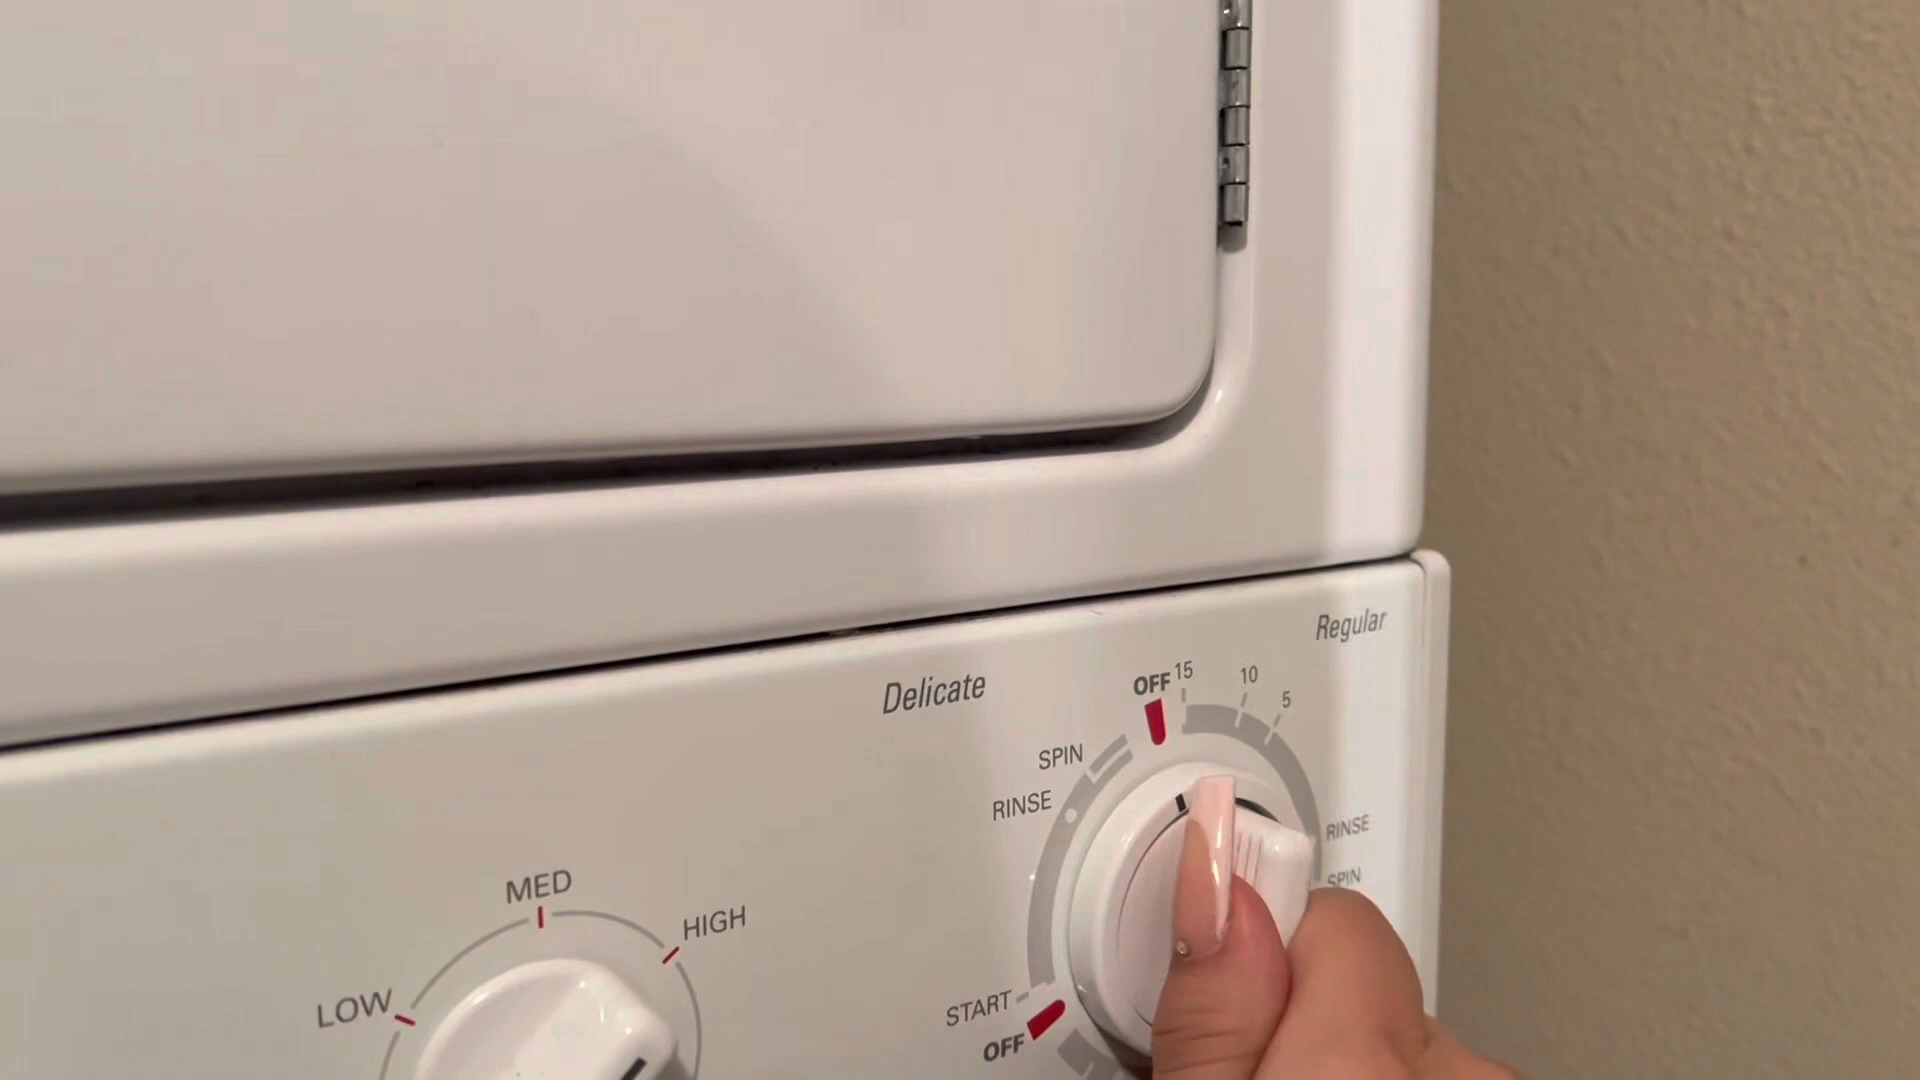 Regular
Delicate
OFF
15
10
5
SPIN
RINSE
RINSE
SPIN
MED
HIGH
LOW
START
OFF